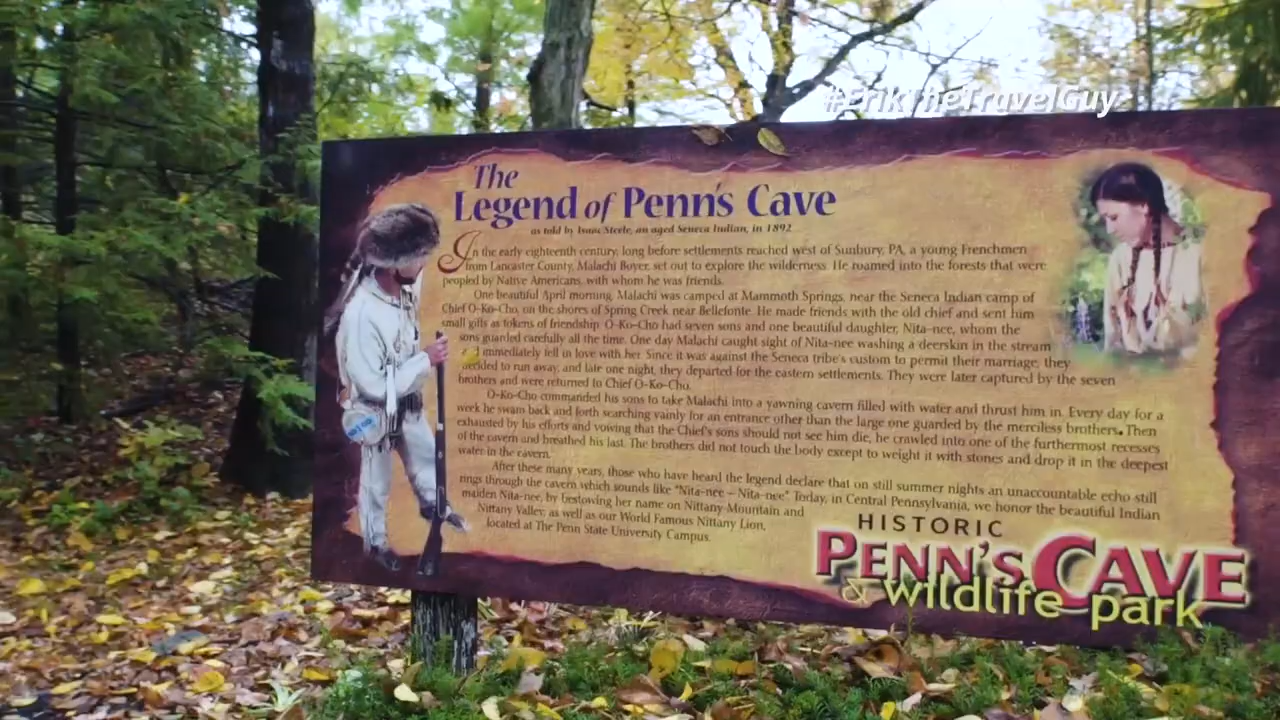 #ErikTheTravelGuy
The
Legend of Penn's Cave
as told by Isaac Steele, an aged Seneca Indian, in 1892
In the early eighteenth century, long before settlements reached west of Sunbury, PA, a young Frenchmen
from Lancaster County, Malachi Boyer, set out to explore the wilderness. He roamed into the forests that were
peopled by Native Americans, with whom he was friends.
One beautiful April morning, Malachi was camped at Mammoth Springs, near the Seneca Indian camp of
Chief O-Ko-Cho, on the shores of Spring Creek near Bellefonte. He made friends with the old chief and sent him
small gifts as tokens of friendship. O-Ko-Cho had seven sons and one beautiful daughter, Nita-nee, whom the
sons guarded carefully all the time. One day Malachi caught sight of Nita-nee washing a deerskin in the stream
immediately fell in love with her. Since it was against the Seneca tribe's custom to permit their marriage, they
decided to run away, and late one night, they departed for the eastern settlements. They were later captured by the seven
brothers and were returned to Chief O-Ko-Cho.
O-Ko-Cho commanded his sons to take Malachi into a yawning cavern filled with water and thrust him in. Every day for a
week he swam back and forth searching vainly for an entrance other than the large one guarded by the merciless brothers. Then
exhausted by his efforts and vowing that the Chief's sons should not see him die, he crawled into one of the furthermost recesses
of the cavern and breathed his last. The brothers did not touch the body except to weight it with stones and drop it in the deepest
water in the cavern.
After these many years, those who have heard the legend declare that on still summer nights an unaccountable echo still
rings through the cavern which sounds like "Nita-nee – Nita-nee". Today, in Central Pennsylvania, we honor the beautiful Indian
maiden Nita-nee, by bestowing her name on Nittany Mountain and
Nittany Valley, as well as our World Famous Nittany Lion,
located at The Penn State University Campus.
HISTORIC
PENN'S CAVE
& wildlife park